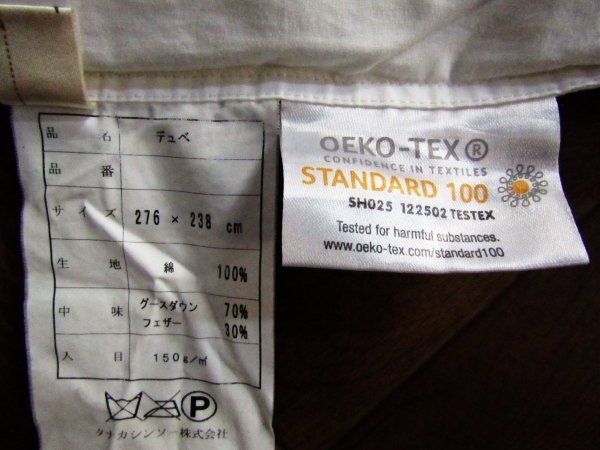 品名 デュベ
品番
サイズ 276 × 238 cm
生地 綿 100%
中味 グースダウン 70%
フェザー 30%
入目 150g/㎡
P
タナカシンソー株式会社
OEKO-TEX®
CONFIDENCE IN TEXTILES
STANDARD 100
SH025 122502 TESTEX
Tested for harmful substances.
www.oeko-tex.com/standard100